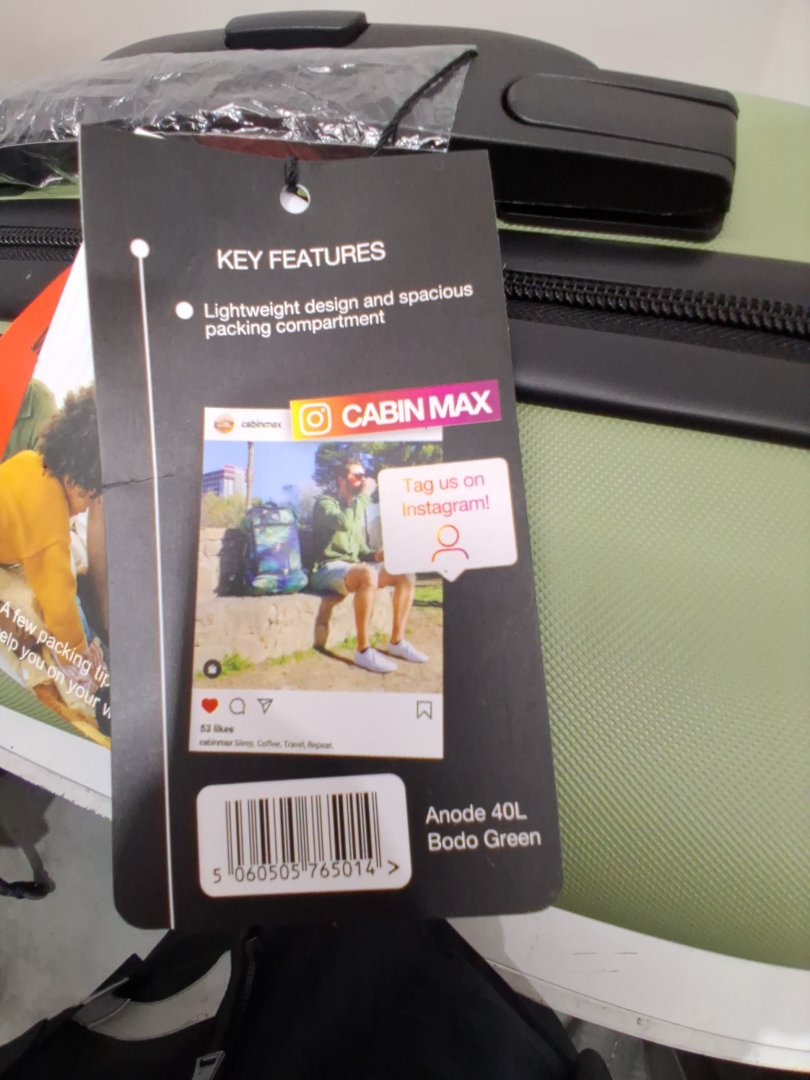 KEY FEATURES
Lightweight design and spacious
packing compartment
CABIN MAX
cabinmax
Tag us on
Instagram!
53 likes
cabinmax Sleep, Coffee, Travel, Repeat.
5 060505 765014 >
Anode 40L
Bodo Green
A few packing tip
elp you on your w